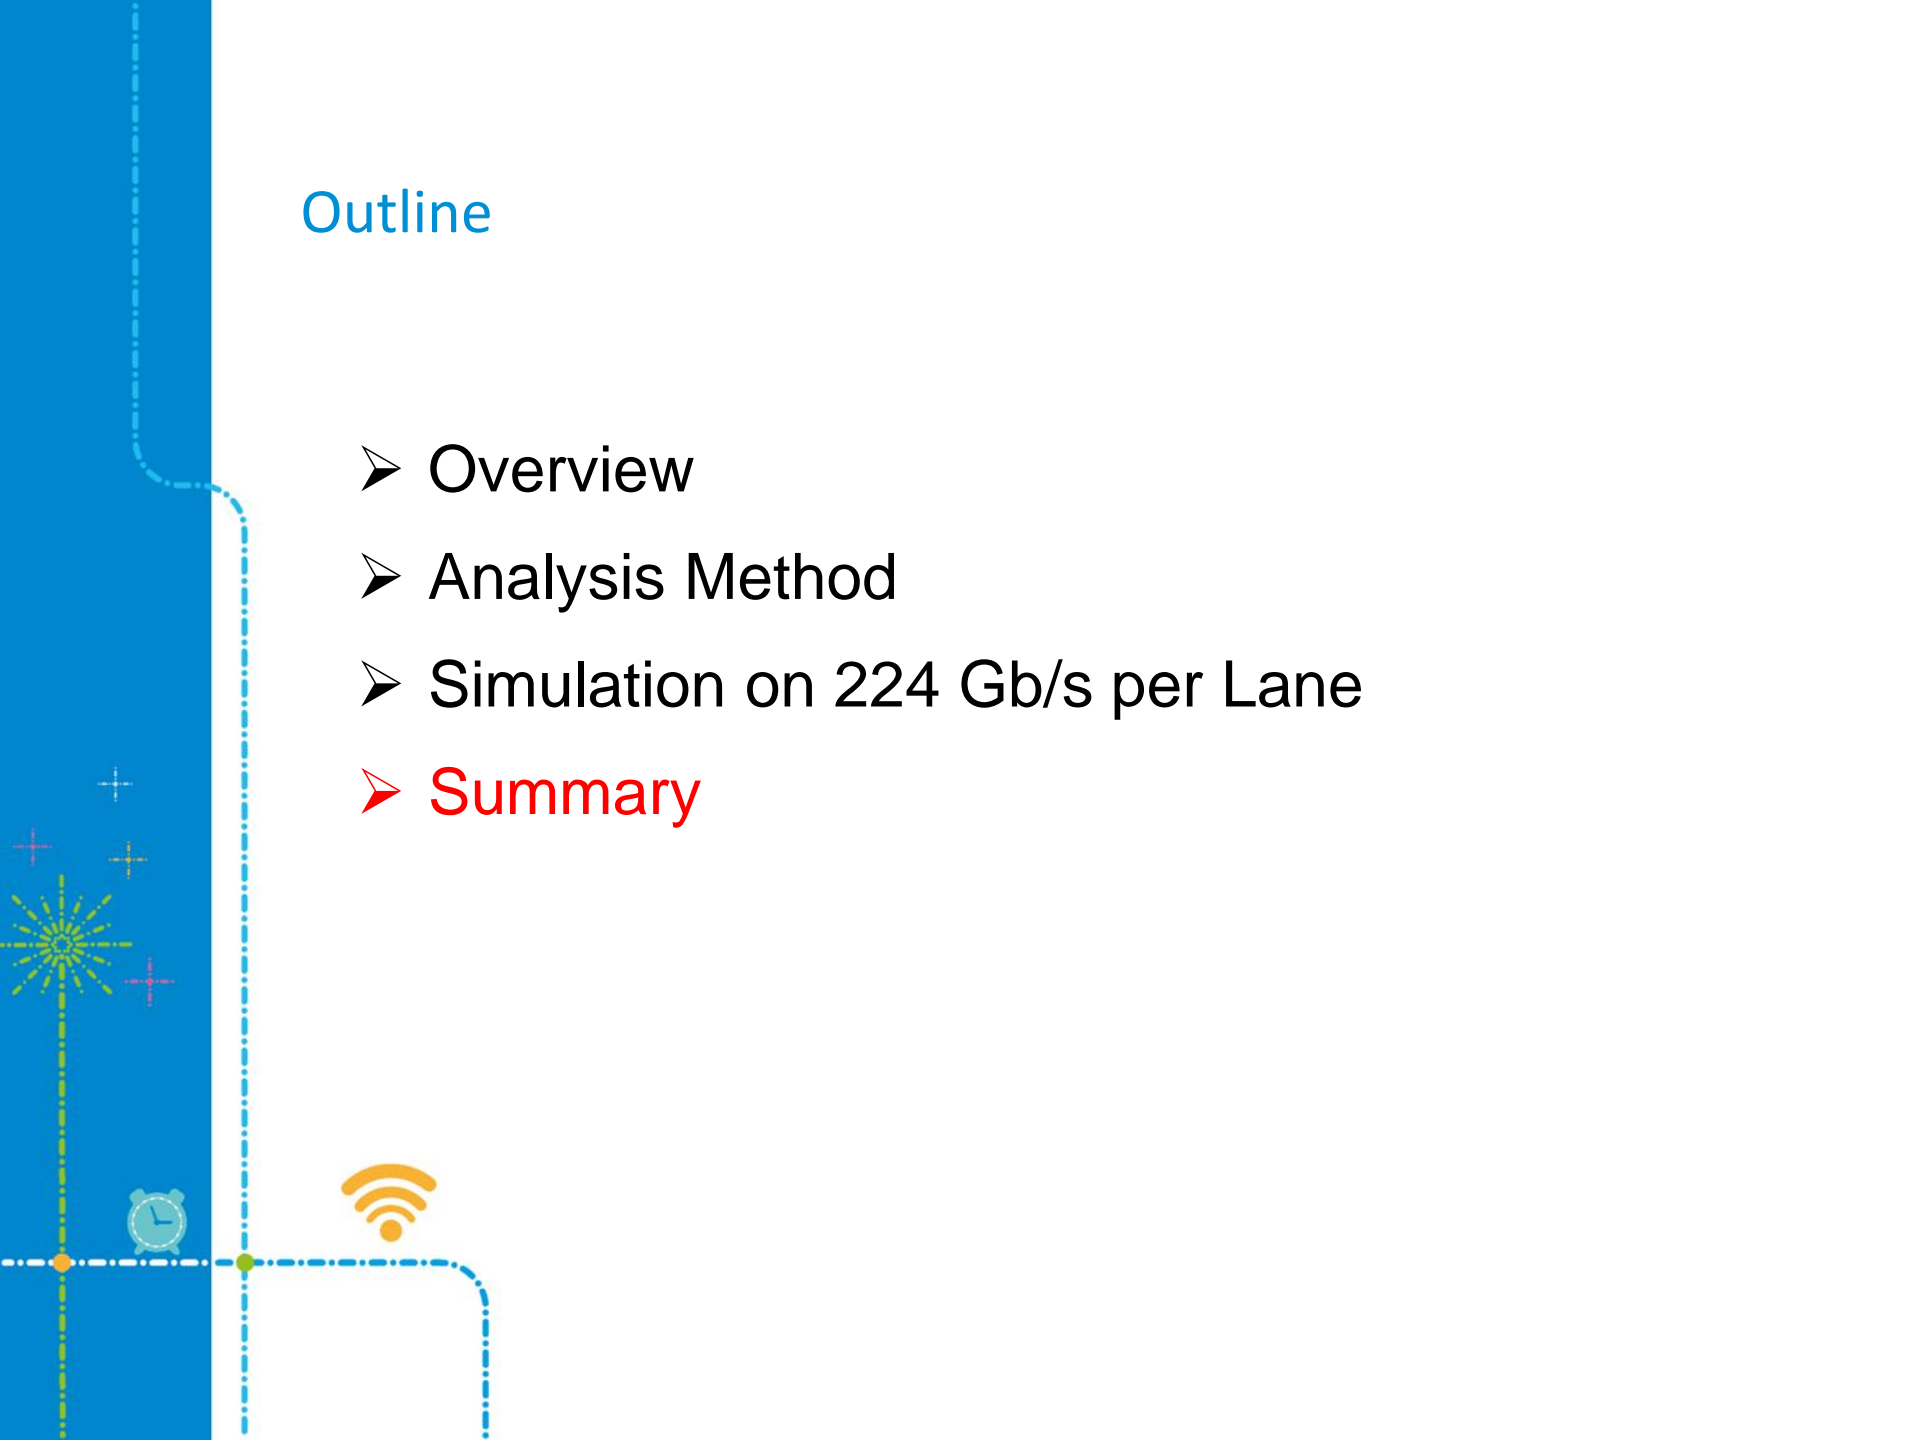 Outline
➢ Overview
➢ Analysis Method
➢ Simulation on 224 Gb/s per Lane
➢ Summary